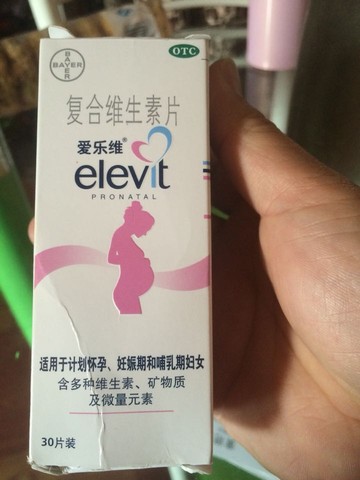 BAYER
BAYER
OTC
复合维生素片
爱乐维®
elevit
PRONATAL
适用于计划怀孕、妊娠期和哺乳期妇女
含多种维生素、矿物质
及微量元素
30片装